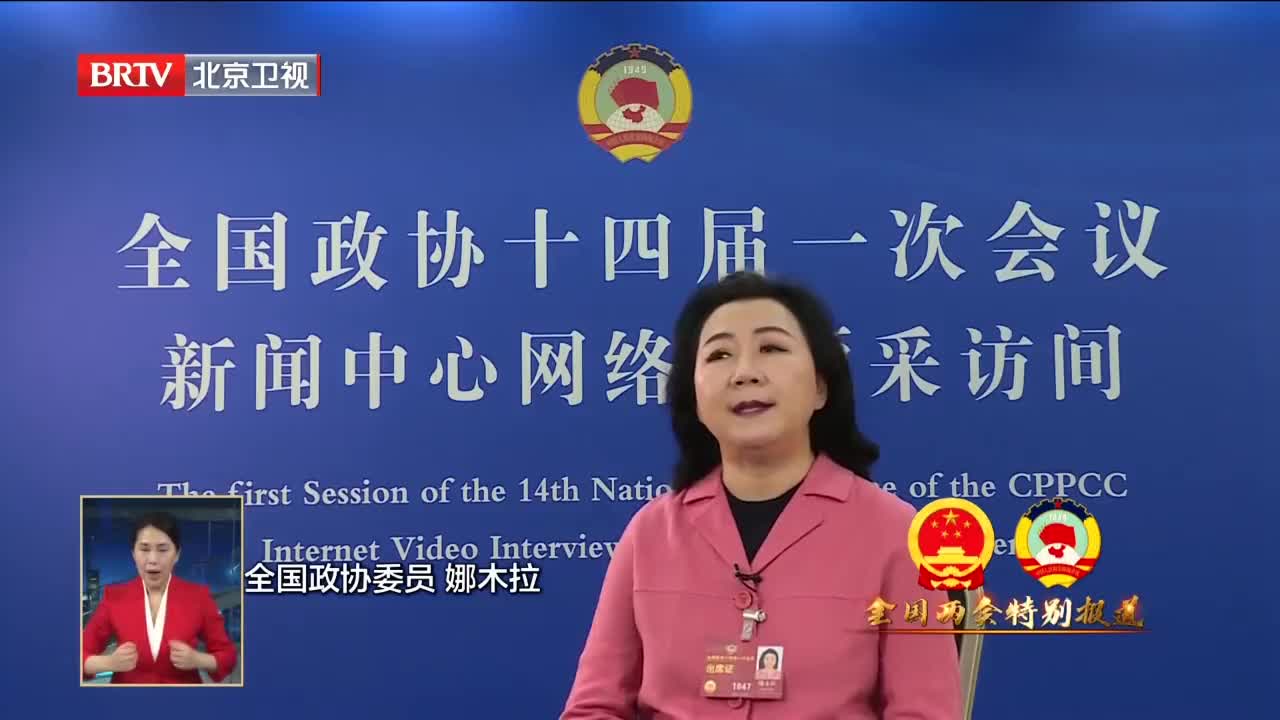 BRTV 北京卫视
1949
全国政协十四届一次会议
新闻中心网络 采访间
The first Session of the 14th Natio e of the CPPCC
Internet Video Interview
全国政协委员 娜木拉
出席证
1847
1949
全国两会特别报道